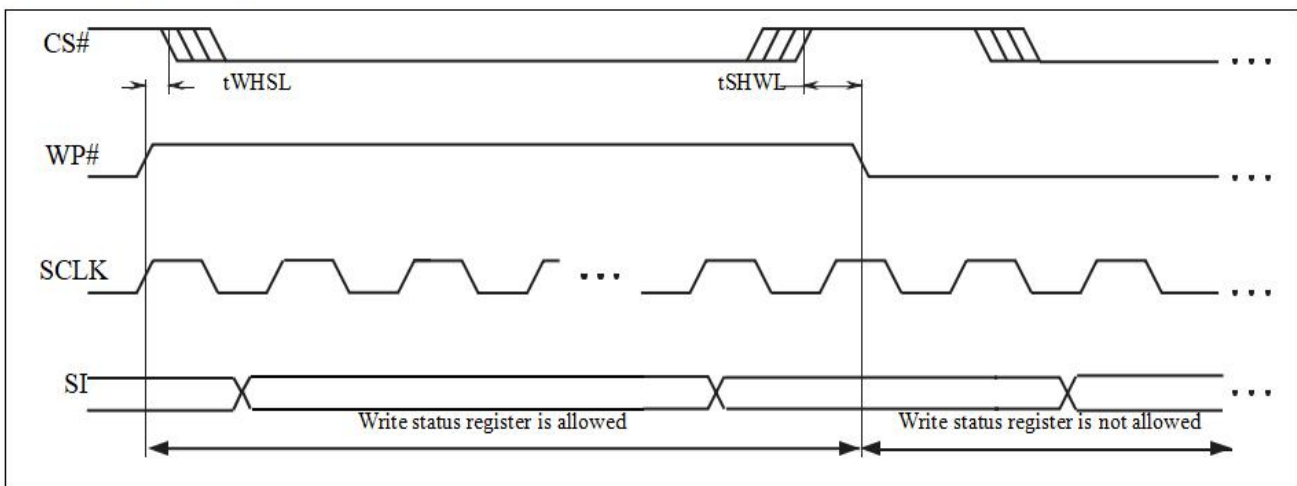 CS#
tWHSL
tSHWL
WP#
SCLK
SI
Write status register is allowed
Write status register is not allowed